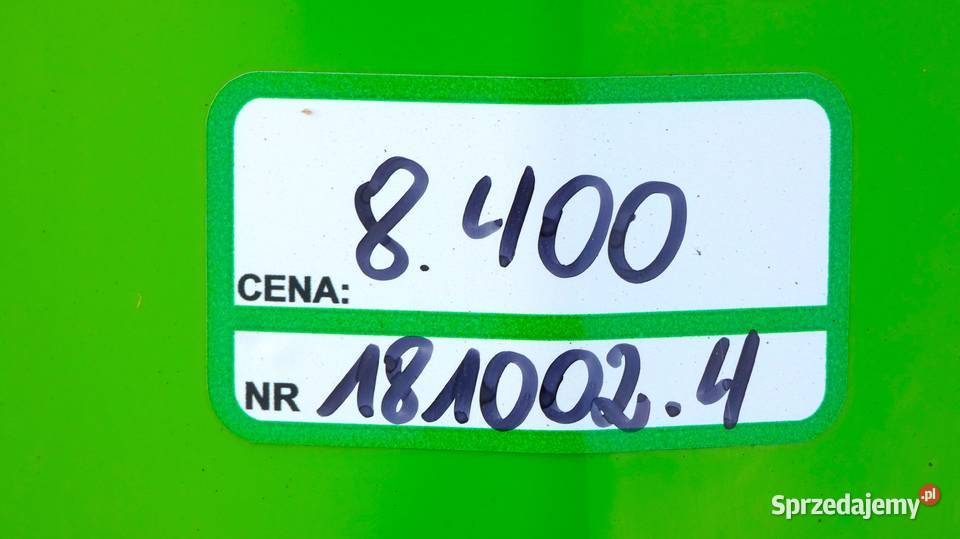 8.400
CENA:
NR 181002.4
Sprzedajemy.pl